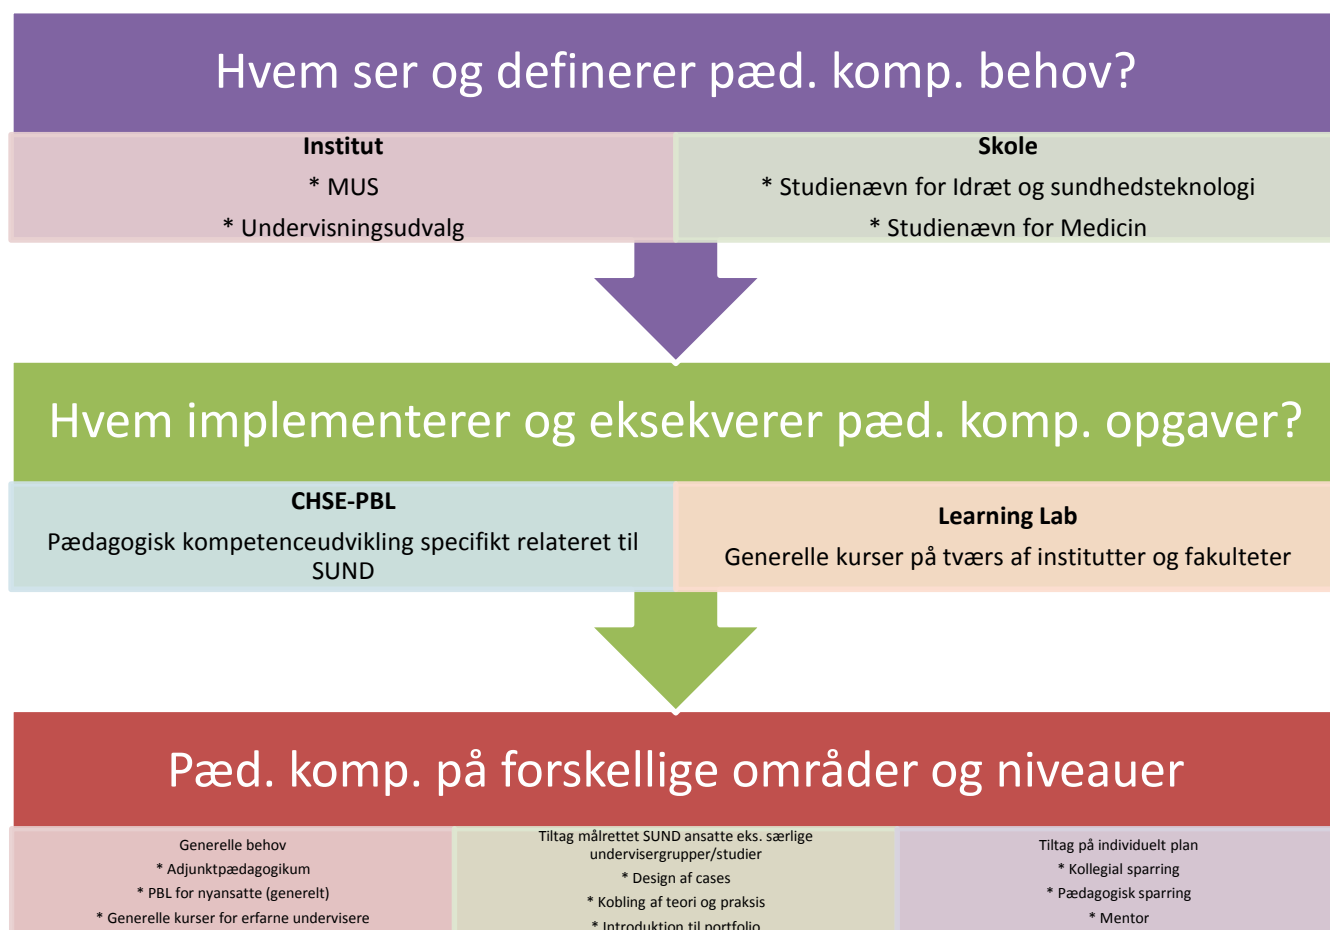 Hvem ser og definerer pæd. komp. behov?
Institut
* MUS
* Undervisningsudvalg
Skole
* Studienævn for Idræt og sundhedsteknologi
* Studienævn for Medicin
Hvem implementerer og eksekverer pæd. komp. opgaver?
CHSE-PBL
Pædagogisk kompetenceudvikling specifikt relateret til
SUND
Learning Lab
Generelle kurser på tværs af institutter og fakulteter
Pæd. komp. på forskellige områder og niveauer
Generelle behov
* Adjunktpædagogikum
* PBL for nyansatte (generelt)
* Generelle kurser for erfarne undervisere
Tiltag målrettet SUND ansatte eks. særlige
undervisergrupper/studier
* Design af cases
* Kobling af teori og praksis
* Introduktion til portfolio
Tiltag på individuelt plan
* Kollegial sparring
* Pædagogisk sparring
* Mentor